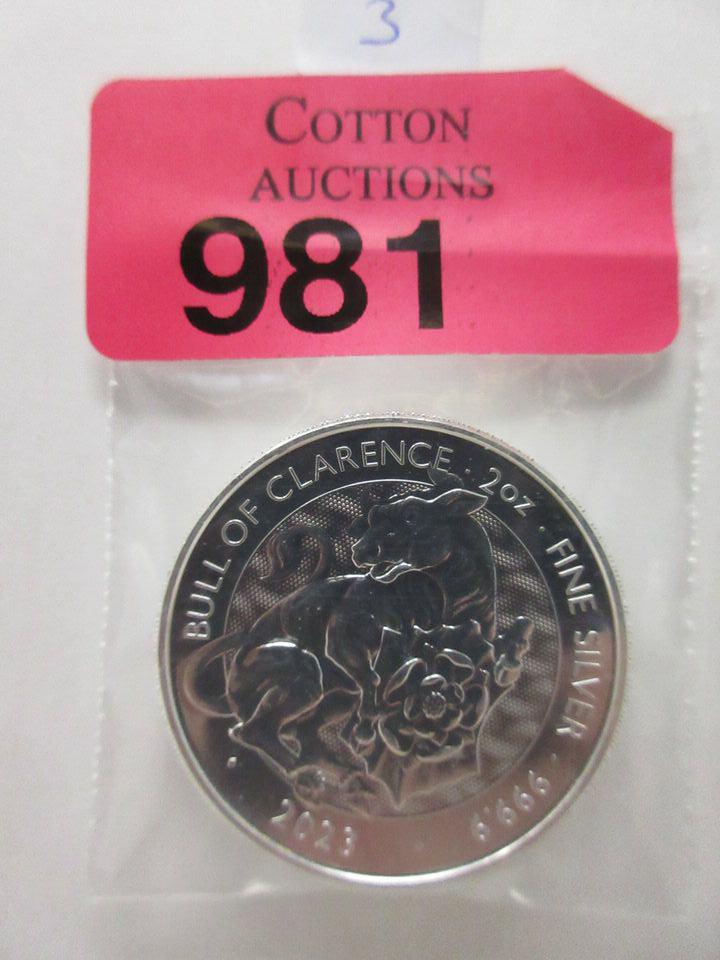 3
COTTON
AUCTIONS
981
BULL OF CLARENCE · 2oz · FINE SILVER · 999.9 · 2023 ·